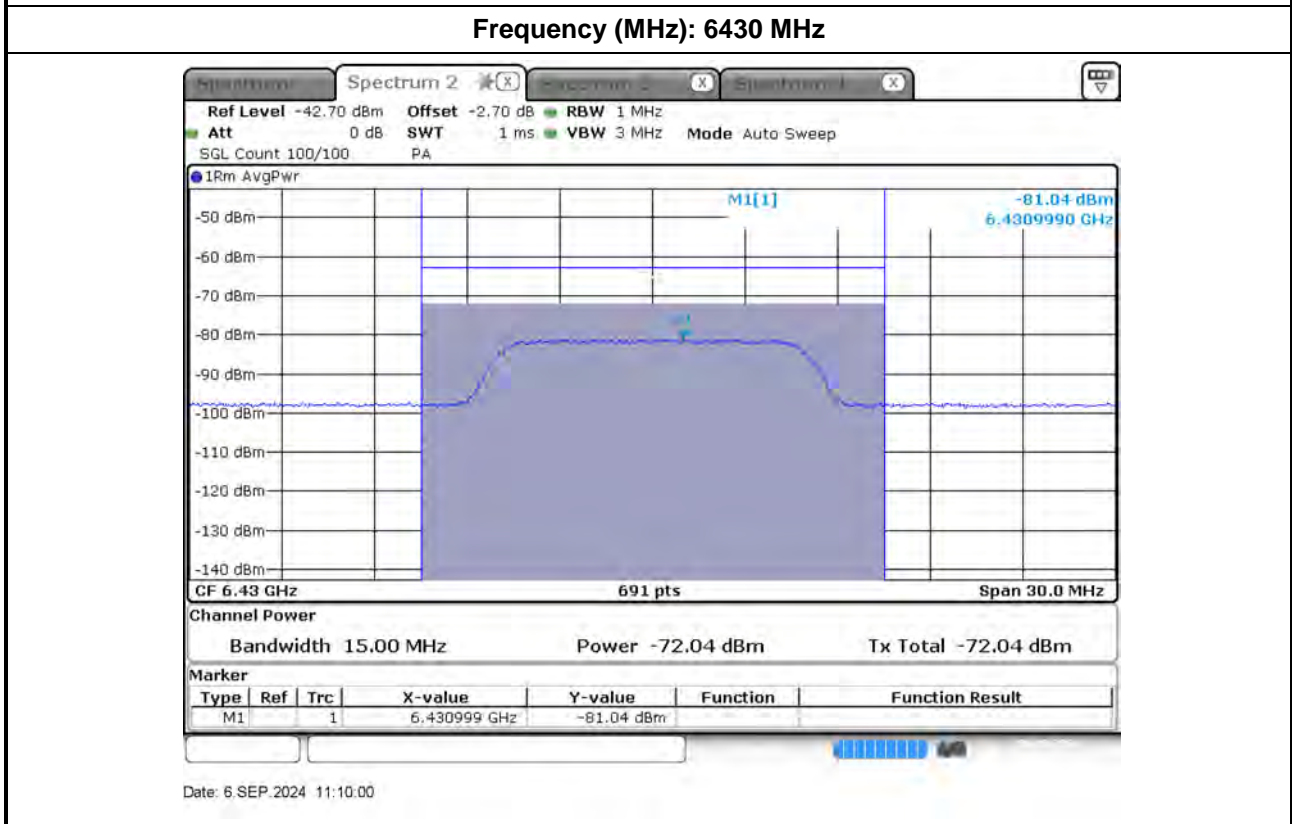 Frequency (MHz): 6430 MHz
Spectrum 2
Ref Level -42.70 dBm Offset -2.70 dB RBW 1 MHz
Att 0 dB SWT 1 ms VBW 3 MHz Mode Auto Sweep
SGL Count 100/100 PA
1Rm AvgPwr
M1[1] -81.04 dBm
6.4309990 GHz
-50 dBm
-60 dBm
-70 dBm
-80 dBm
-90 dBm
-100 dBm
-110 dBm
-120 dBm
-130 dBm
-140 dBm
CF 6.43 GHz 691 pts Span 30.0 MHz
Channel Power
Bandwidth 15.00 MHz Power -72.04 dBm Tx Total -72.04 dBm
Marker
Type Ref Trc X-value Y-value Function Function Result
M1 1 6.430999 GHz -81.04 dBm
Date: 6.SEP.2024 11:10:00